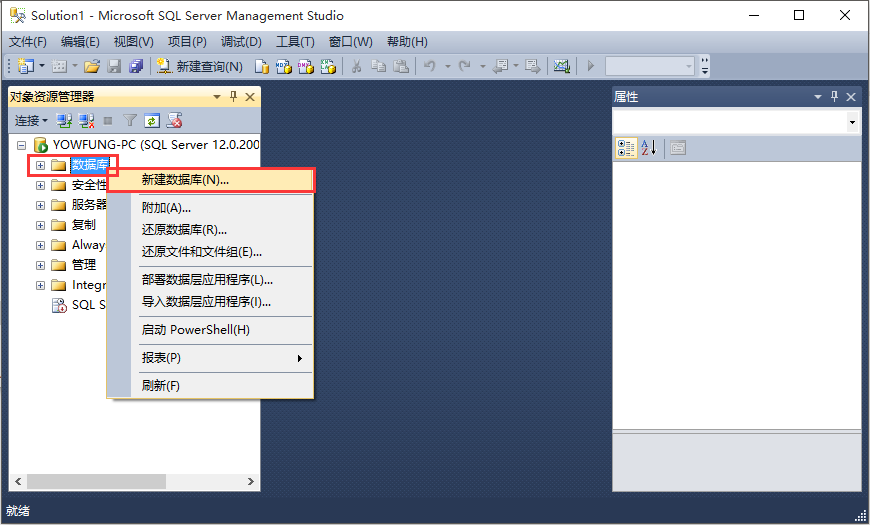 Solution1 - Microsoft SQL Server Management Studio
文件(F) 编辑(E) 视图(V) 项目(P) 调试(D) 工具(T) 窗口(W) 帮助(H)
新建查询(N)
对象资源管理器
属性
连接
YOWFUNG-PC (SQL Server 12.0.200
数据库
安全性
服务器
复制
Alway
管理
Integr
SQL S
新建数据库(N)...
附加(A)...
还原数据库(R)...
还原文件和文件组(E)...
部署数据层应用程序(L)...
导入数据层应用程序(I)...
启动 PowerShell(H)
报表(P)
刷新(F)
就绪